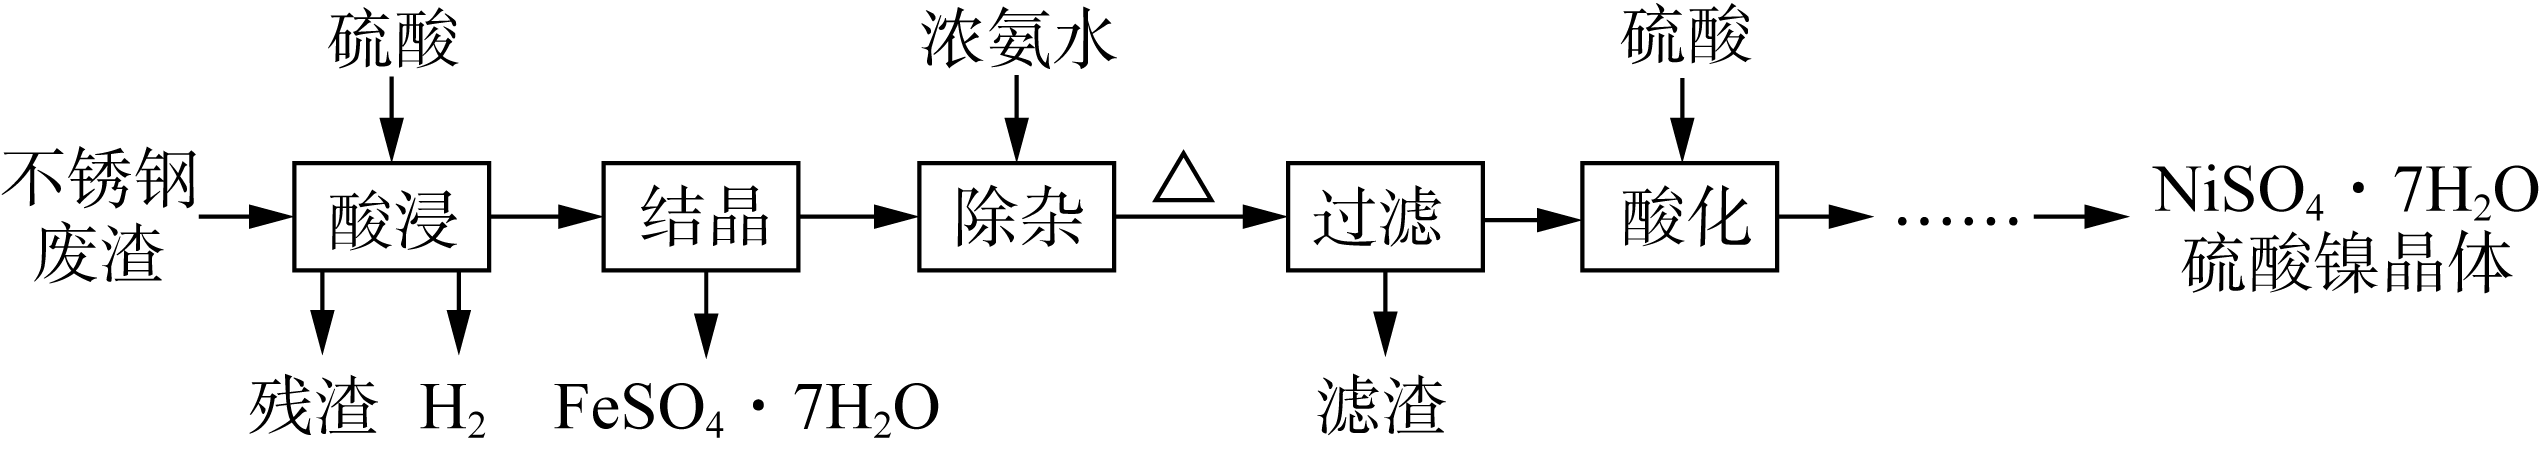 硫酸
浓氨水
硫酸
不锈钢
废渣
酸浸
结晶
除杂
△
过滤
酸化
……
NiSO₄·7H₂O
硫酸镍晶体
残渣
H₂
FeSO₄·7H₂O
滤渣